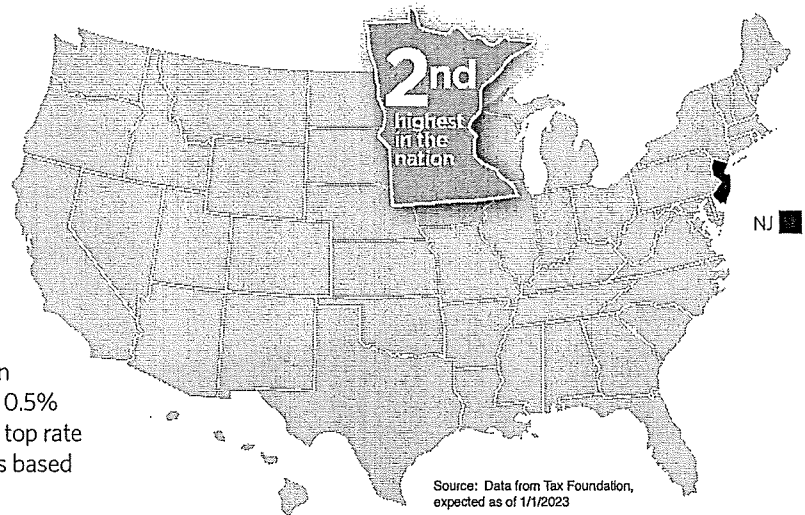 2nd
highest
in the
nation
NJ
n
0.5%
top rate
s based
Source: Data from Tax Foundation,
expected as of 1/1/2023